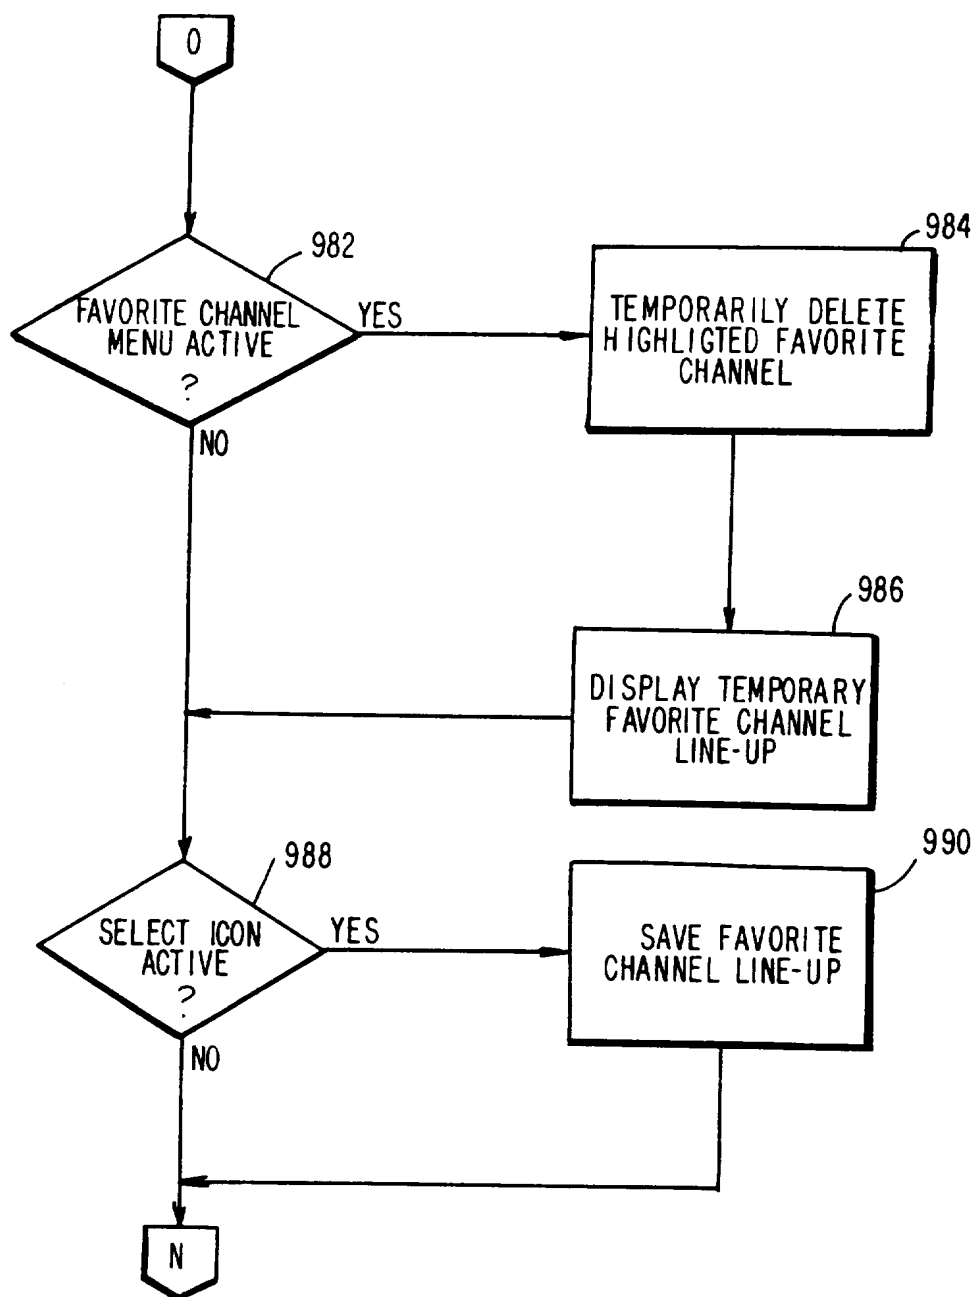 O
982
FAVORITE CHANNEL
MENU ACTIVE
?
YES
NO
984
TEMPORARILY DELETE
HIGHLIGTED FAVORITE
CHANNEL
986
DISPLAY TEMPORARY
FAVORITE CHANNEL
LINE-UP
988
SELECT ICON
ACTIVE
?
YES
NO
990
SAVE FAVORITE
CHANNEL LINE-UP
N